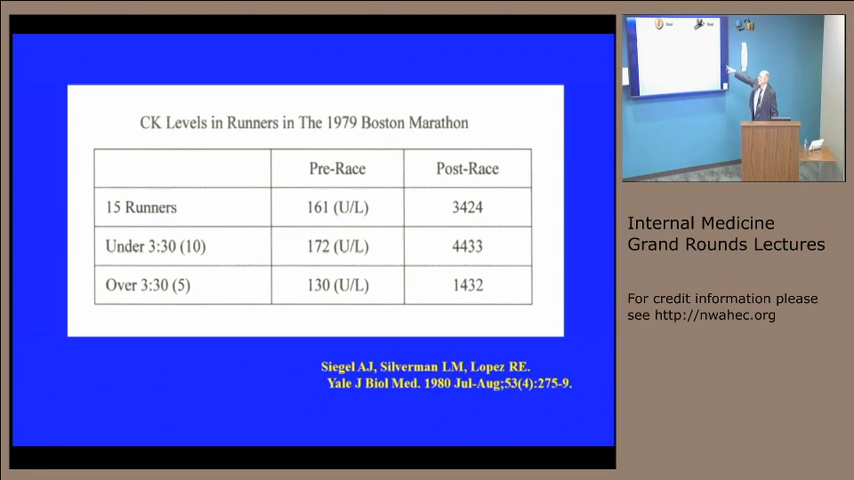 CK Levels in Runners in The 1979 Boston Marathon
Pre-Race Post-Race
15 Runners 161 (U/L) 3424
Under 3:30 (10) 172 (U/L) 4433
Over 3:30 (5) 130 (U/L) 1432
Siegel AJ, Silverman LM, Lopez RE.
Yale J Biol Med. 1980 Jul-Aug;53(4):275-9.
Internal Medicine
Grand Rounds Lectures
For credit information please
see http://nwahec.org